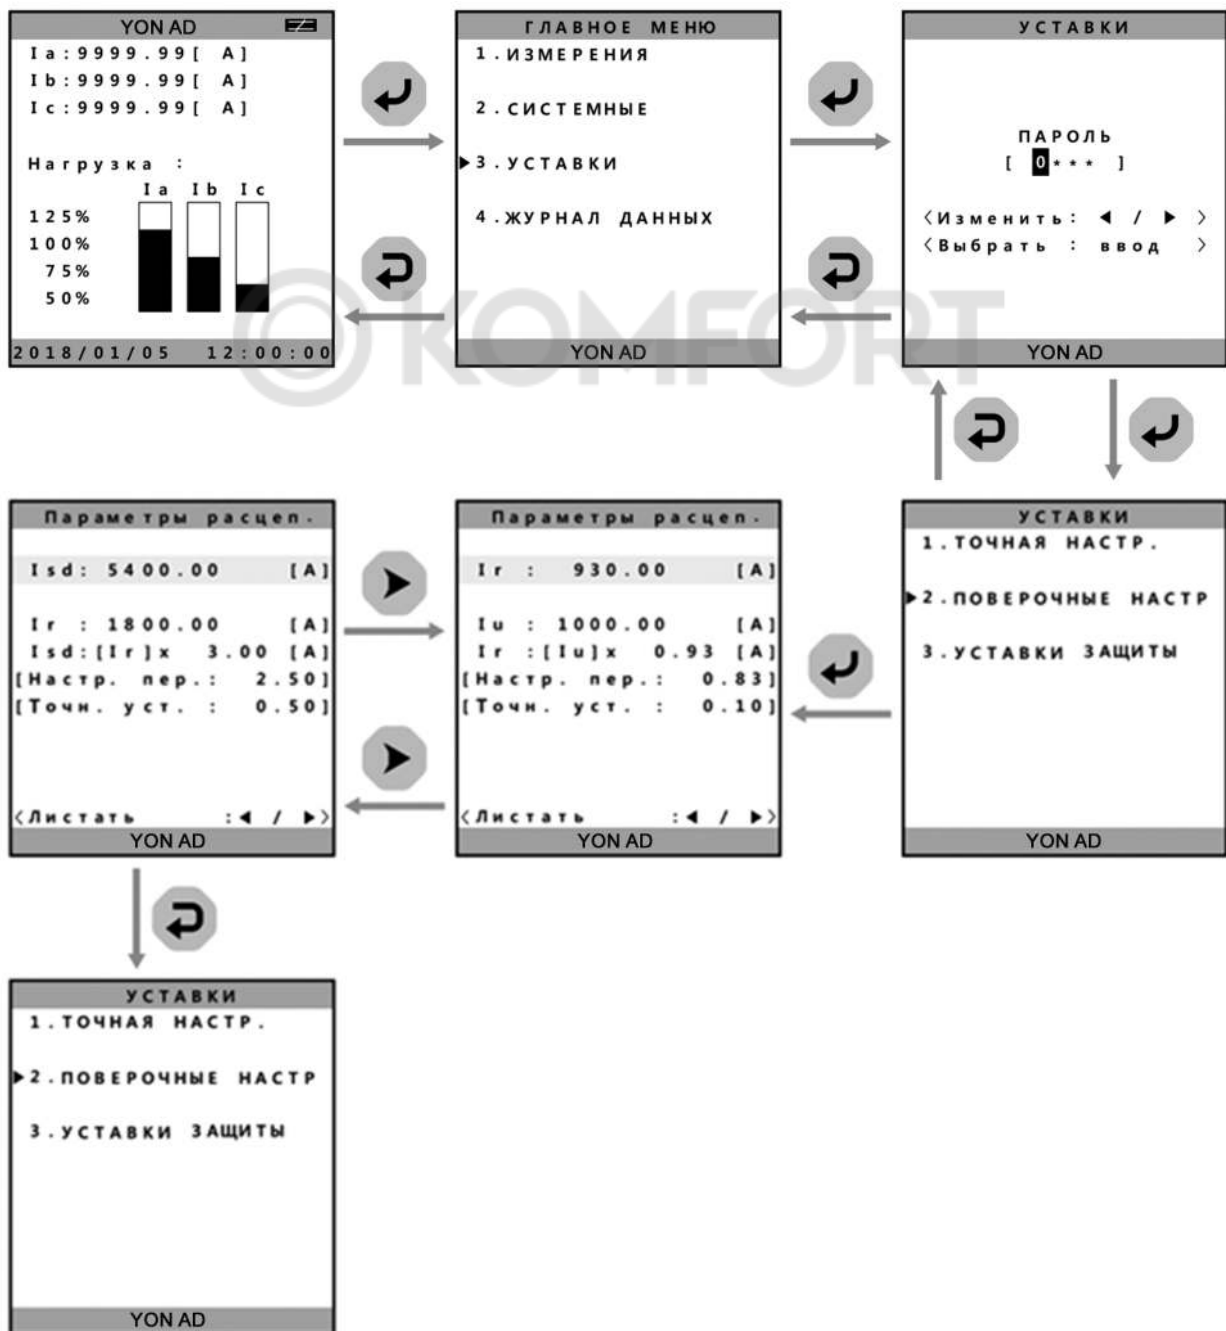 YON AD
Ia:9999.99[ A]
Ib:9999.99[ A]
Ic:9999.99[ A]
Нагрузка :
Ia Ib Ic
125%
100%
75%
50%
2018/01/05 12:00:00
ГЛАВНОЕ МЕНЮ
1.ИЗМЕРЕНИЯ
2.СИСТЕМНЫЕ
▶3.УСТАВКИ
4.ЖУРНАЛ ДАННЫХ
YON AD
УСТАВКИ
ПАРОЛЬ
[ 0*** ]
<Изменить: ◀ / ▶ >
<Выбрать : ввод >
YON AD
KOMFORT
Параметры расцеп.
Isd: 5400.00 [A]
Ir : 1800.00 [A]
Isd:[Ir]x 3.00 [A]
[Настр. пер.: 2.50]
[Точн. уст. : 0.50]
<Листать :◀ / ▶>
YON AD
Параметры расцеп.
Ir : 930.00 [A]
Iu : 1000.00 [A]
Ir :[Iu]x 0.93 [A]
[Настр. пер.: 0.83]
[Точн. уст. : 0.10]
<Листать :◀ / ▶>
YON AD
УСТАВКИ
1.ТОЧНАЯ НАСТР.
▶2.ПОВЕРОЧНЫЕ НАСТР
3.УСТАВКИ ЗАЩИТЫ
YON AD
УСТАВКИ
1.ТОЧНАЯ НАСТР.
▶2.ПОВЕРОЧНЫЕ НАСТР
3.УСТАВКИ ЗАЩИТЫ
YON AD